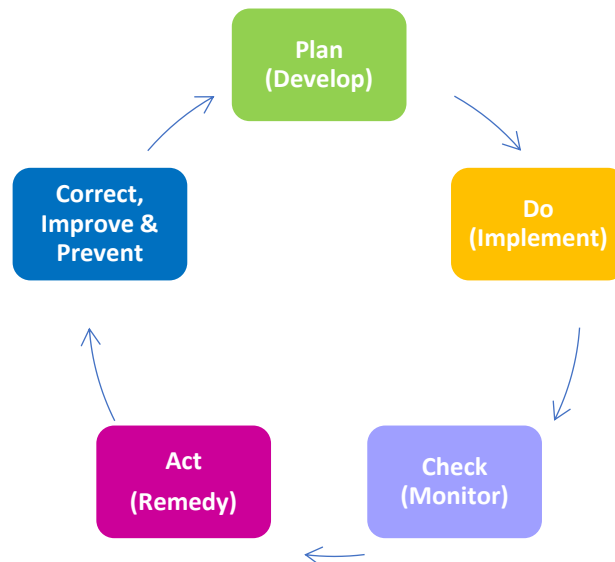 Plan
(Develop)
Do
(Implement)
Check
(Monitor)
Act
(Remedy)
Correct,
Improve &
Prevent